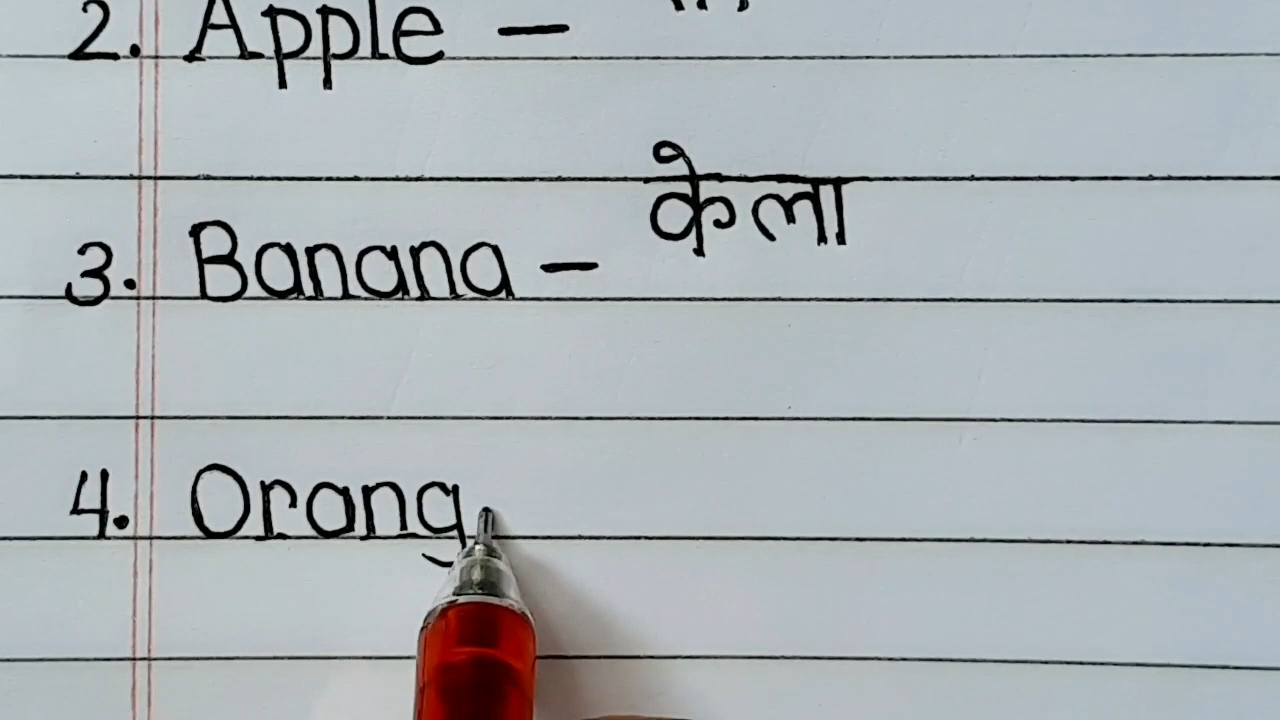 2. Apple –
3. Banana – केला
4. Orang